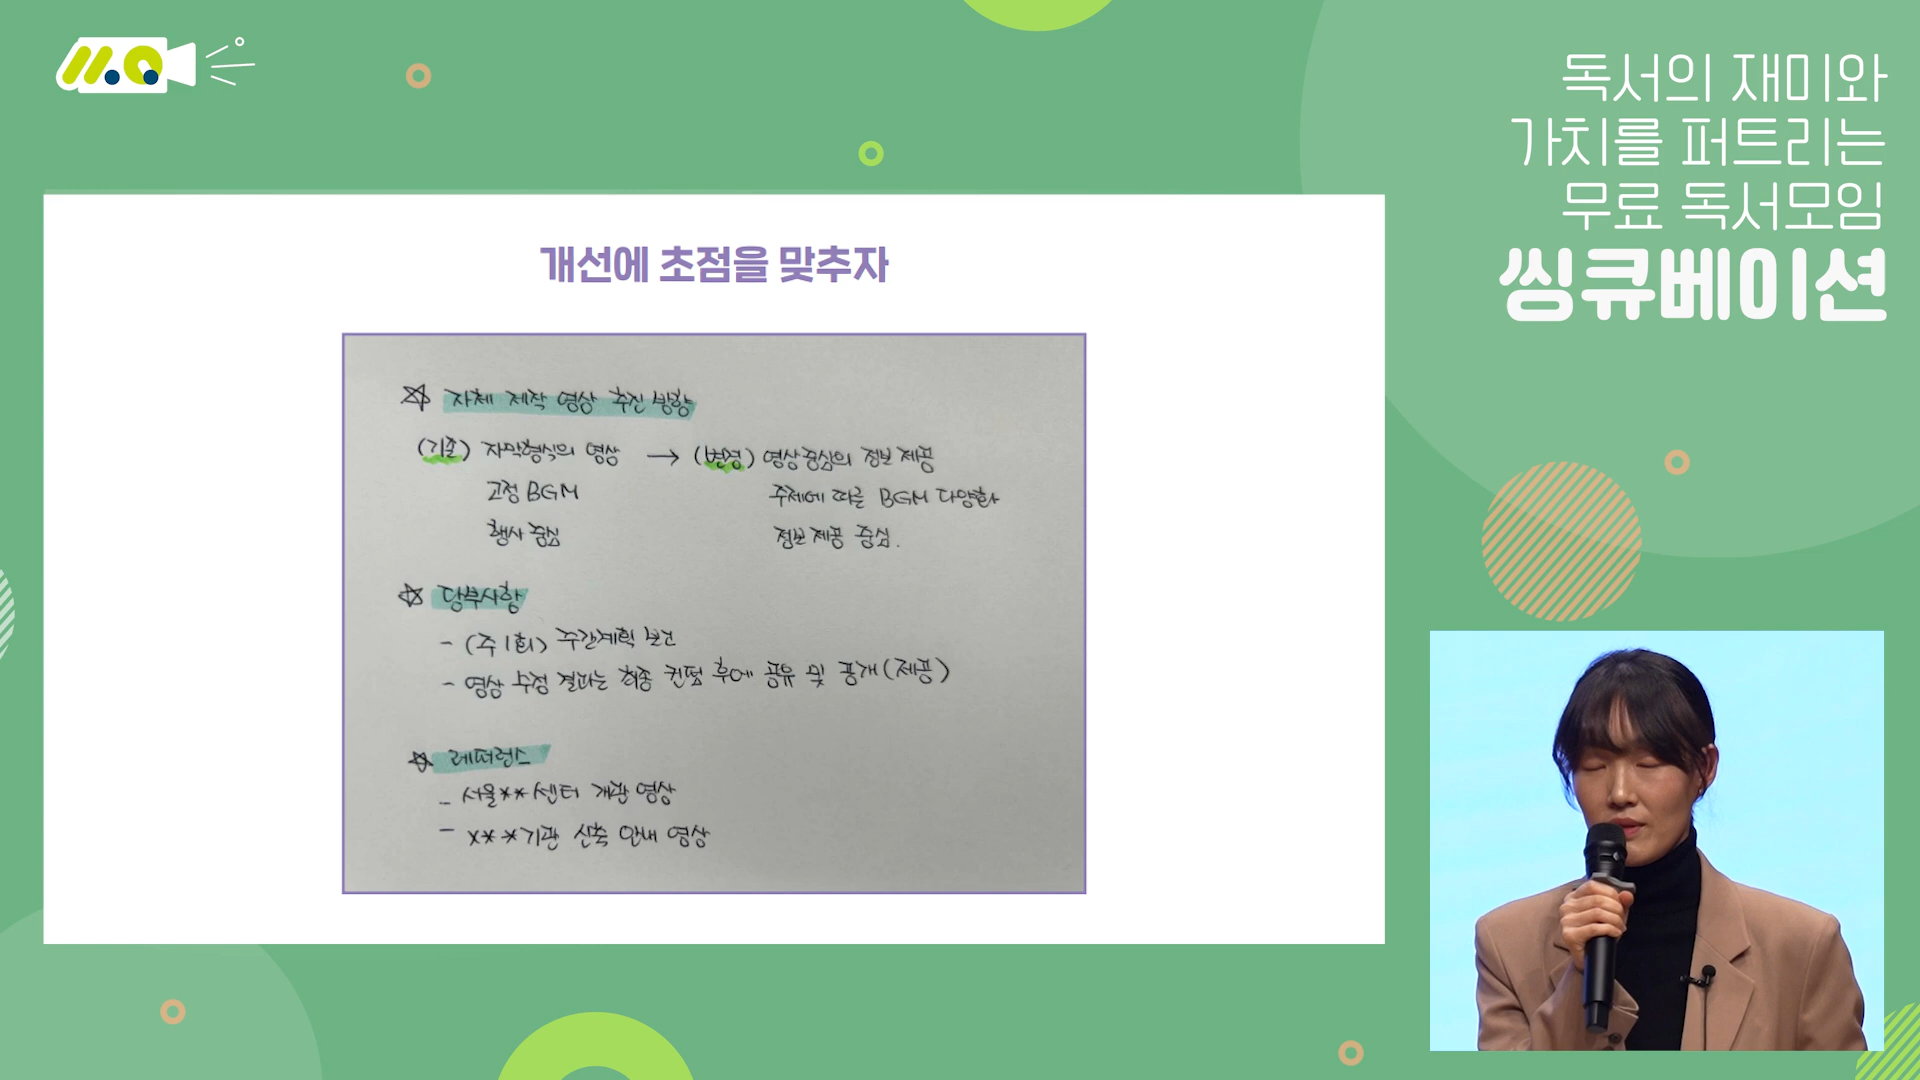 독서의 재미와
가치를 퍼트리는
무료 독서모임
씽큐베이션
개선에 초점을 맞추자
☆ 자체 제작 영상 추진 방향
(기존) 자막형식의 영상 → (변경) 영상중심의 정보 제공
고정 BGM 주제에 따른 BGM 다양화
행사 중심 정보 제공 중심.
☆ 당부사항
- (주 1회) 주간계획 보고
- 영상 수정 결과는 최종 컨펌 후에 공유 및 공개(제공)
☆ 레퍼런스
- 서울** 센터 개관 영상
- ***기관 신축 안내 영상